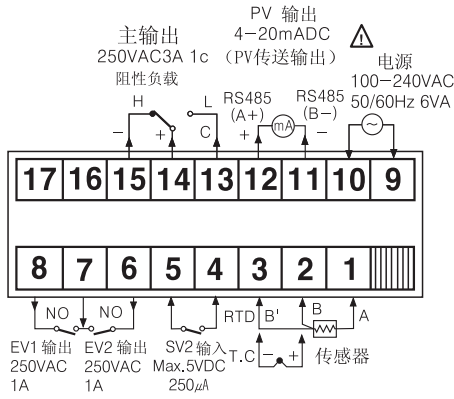 主输出
250VAC3A 1c
阻性负载
PV 输出
4-20mADC
(PV传送输出)
电源
100-240VAC
50/60Hz 6VA
H
L
C
RS485
(A+)
RS485
(B-)
mA
- + + -
17 16 15 14 13 12 11 10 9
8 7 6 5 4 3 2 1
NO
NO
RTD
B'
B
A
EV1 输出
250VAC
1A
EV2 输出
250VAC
1A
SV2 输入
Max.5VDC
250μA
T.C
- +
传感器